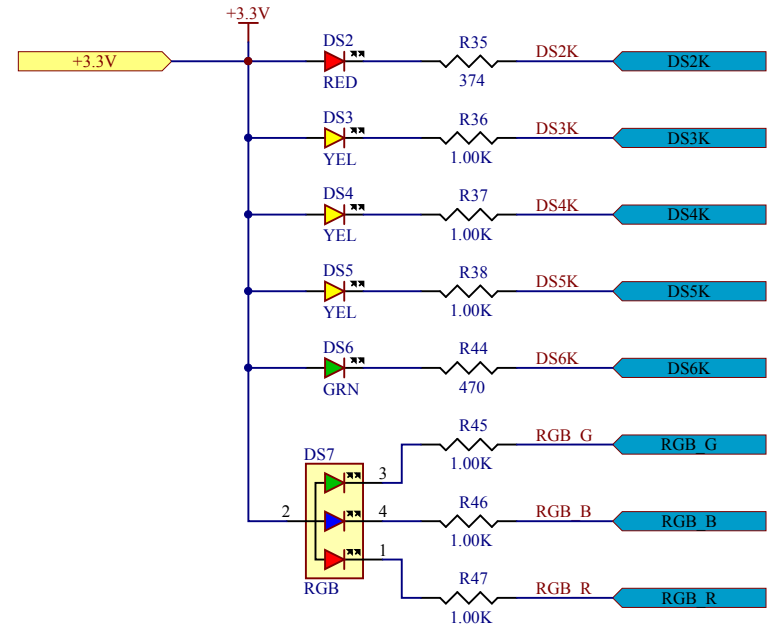 +3.3V
+3.3V
DS2
RED
R35
374
DS2K
DS2K
DS3
YEL
R36
1.00K
DS3K
DS3K
DS4
YEL
R37
1.00K
DS4K
DS4K
DS5
YEL
R38
1.00K
DS5K
DS5K
DS6
GRN
R44
470
DS6K
DS6K
DS7
RGB
2
3
4
1
R45
1.00K
RGB_G
RGB_G
R46
1.00K
RGB_B
RGB_B
R47
1.00K
RGB_R
RGB_R